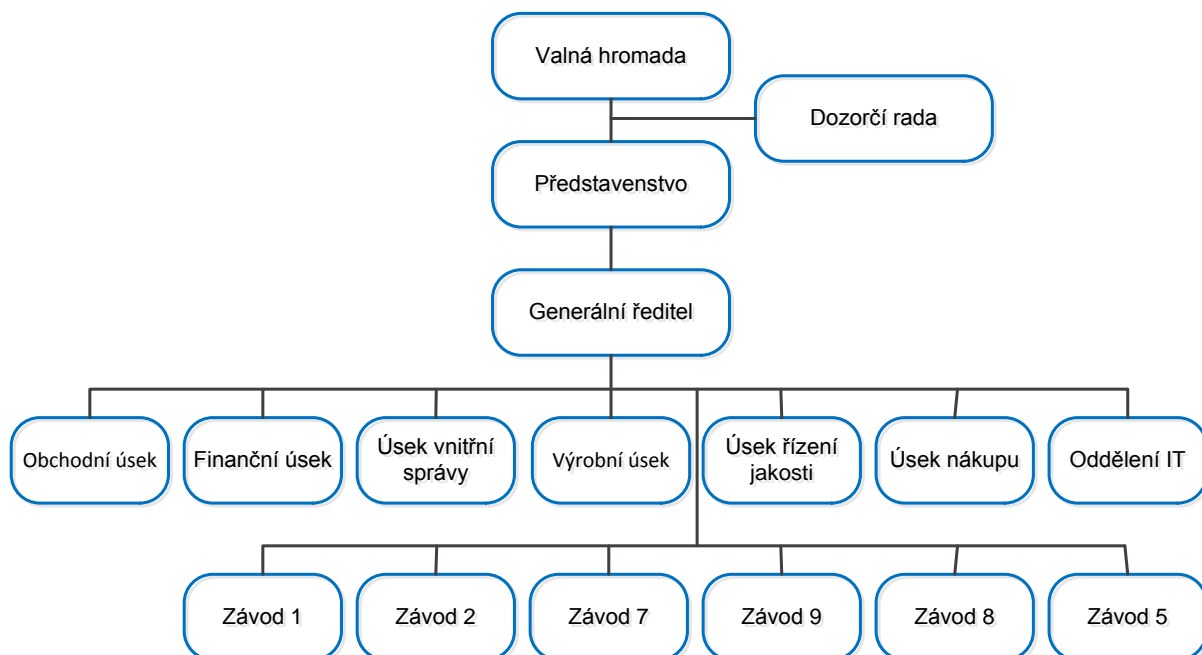 Valná hromada
Dozorčí rada
Představenstvo
Generální ředitel
Obchodní úsek
Finanční úsek
Úsek vnitřní
správy
Výrobní úsek
Úsek řízení
jakosti
Úsek nákupu
Oddělení IT
Závod 1
Závod 2
Závod 7
Závod 9
Závod 8
Závod 5